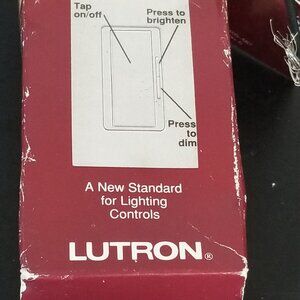 Tap
on/off
Press to
brighten
Press
to
dim
A New Standard
for Lighting
Controls
LUTRON®